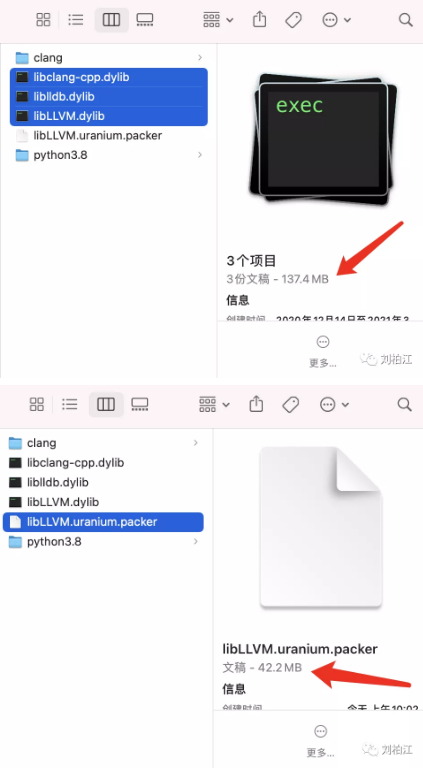 clang
libclang-cpp.dylib
liblldb.dylib
libLLVM.dylib
libLLVM.uranium.packer
python3.8
exec
3个项目
3份文稿 - 137.4 MB
信息
创建时间 2020年12月14日至2021年3
更多...
刘柏江
clang
libclang-cpp.dylib
liblldb.dylib
libLLVM.dylib
libLLVM.uranium.packer
python3.8
libLLVM.uranium.packer
文稿 - 42.2 MB
信息
创建时间 今天 上午10:02
更多...
刘柏江